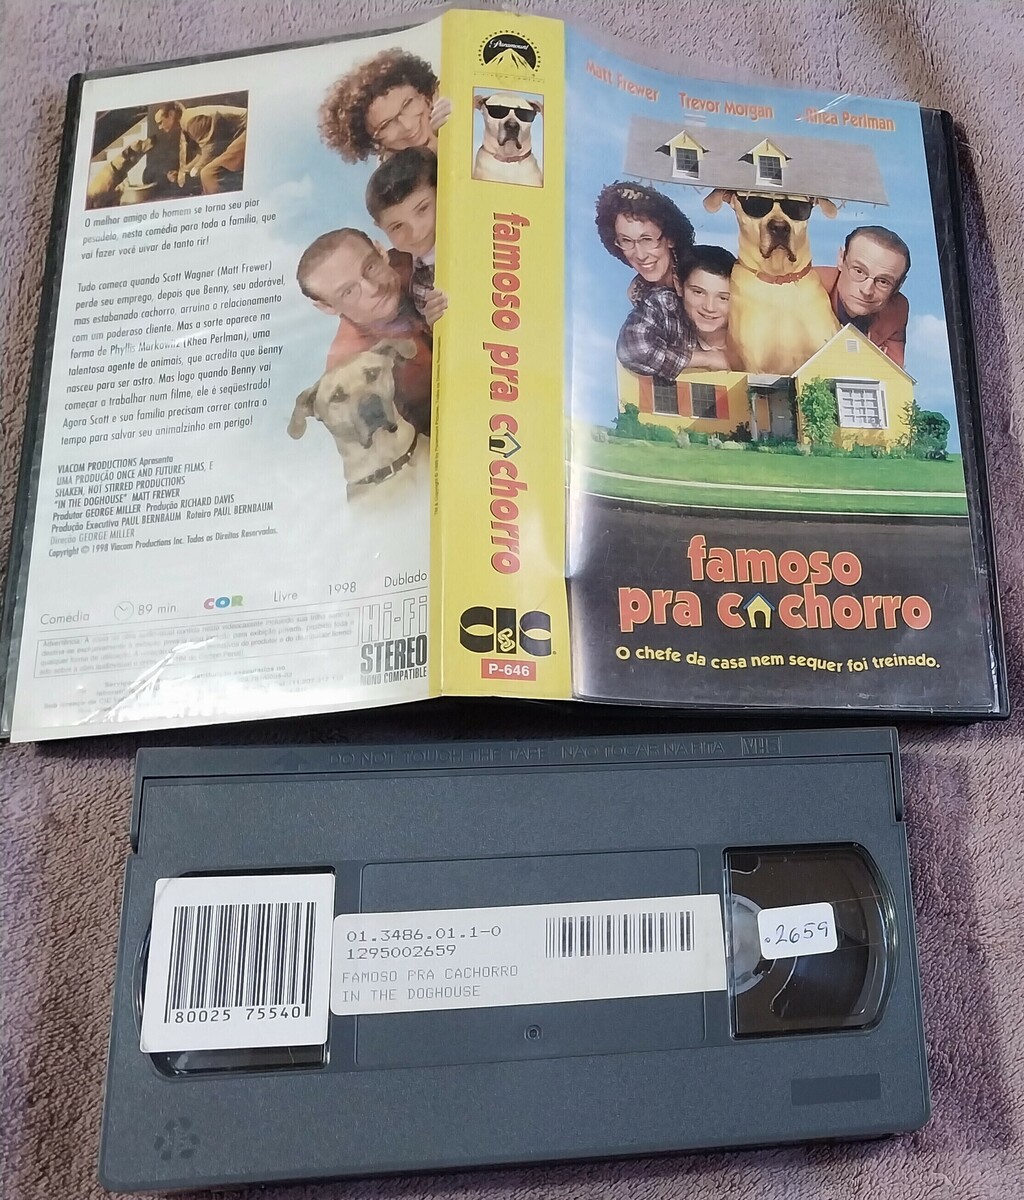 O melhor amigo do homem se torna seu pior
pesadelo, nesta comédia para toda a família, que
vai fazer você uivar de tanto rir!
Tudo começa quando Scott Wagner (Matt Frewer)
perde seu emprego, depois que Benny, seu adorável,
mas estabanado cachorro, arruina o relacionamento
com um poderoso cliente. Mas a sorte aparece na
forma de Phyllis Markowitz (Rhea Perlman), uma
talentosa agente de animais, que acredita que Benny
nasceu para ser astro. Mas logo quando Benny vai
começar a trabalhar num filme, ele é seqüestrado!
Agora Scott e sua família precisam correr contra o
tempo para salvar seu animalzinho em perigo!
VIACOM PRODUCTIONS Apresenta
UMA PRODUÇÃO ONCE AND FUTURE FILMS, E
SHAKEN, NOT STIRRED PRODUCTIONS
"IN THE DOGHOUSE" MATT FREWER
Produtor GEORGE MILLER Produção RICHARD DAVIS
Produção Executiva PAUL BERNBAUM Roteiro PAUL BERNBAUM
Direção GEORGE MILLER
Copyright © 1998 Viacom Productions Inc. Todos os Direitos Reservados.
Comédia 89 min. COR Livre 1998 Dublado
Hi-Fi
STEREO
MONO COMPATIBLE
Paramount
famoso pra cachorro
CIC
P-646
Matt Frewer Trevor Morgan Rhea Perlman
famoso
pra cachorro
O chefe da casa nem sequer foi treinado.
DO NOT TOUCH THE TAPE NÃO TOCAR NA FITA VHS
80025 75540
01.3486.01.1-0
1295002659
FAMOSO PRA CACHORRO
IN THE DOGHOUSE
.2659